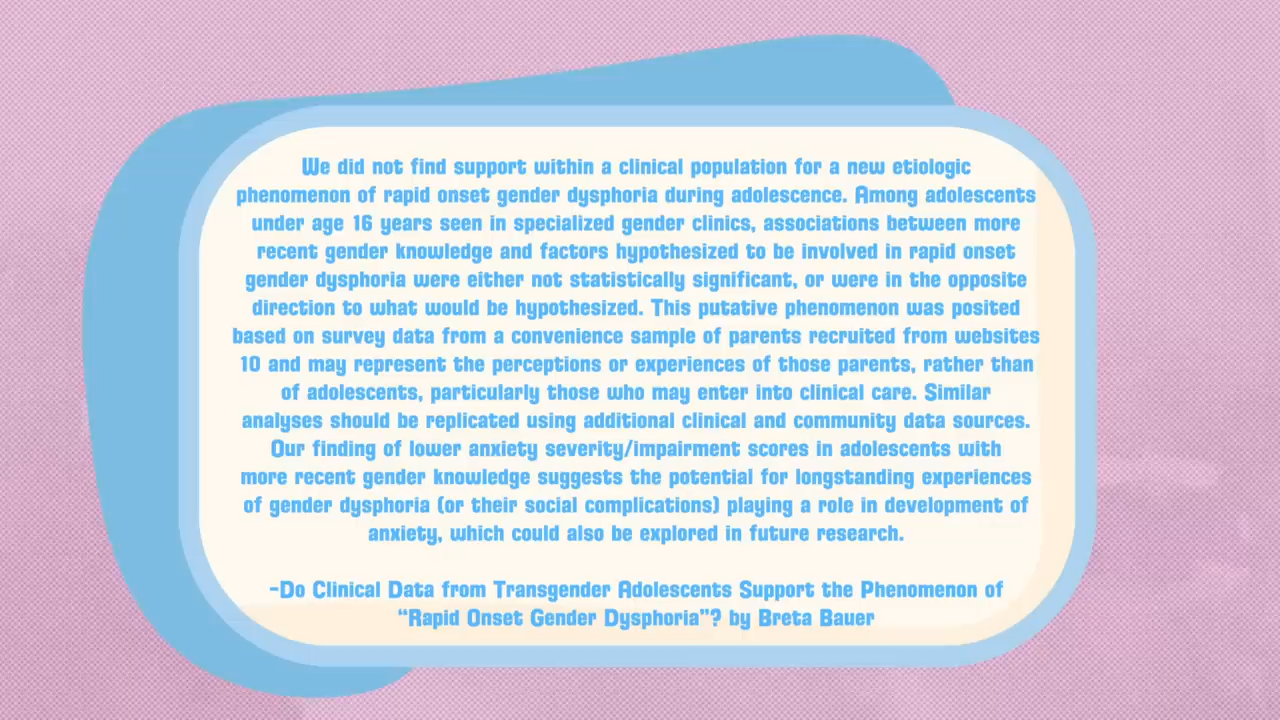 We did not find support within a clinical population for a new etiologic
phenomenon of rapid onset gender dysphoria during adolescence. Among adolescents
under age 16 years seen in specialized gender clinics, associations between more
recent gender knowledge and factors hypothesized to be involved in rapid onset
gender dysphoria were either not statistically significant, or were in the opposite
direction to what would be hypothesized. This putative phenomenon was posited
based on survey data from a convenience sample of parents recruited from websites
10 and may represent the perceptions or experiences of those parents, rather than
of adolescents, particularly those who may enter into clinical care. Similar
analyses should be replicated using additional clinical and community data sources.
Our finding of lower anxiety severity/impairment scores in adolescents with
more recent gender knowledge suggests the potential for longstanding experiences
of gender dysphoria (or their social complications) playing a role in development of
anxiety, which could also be explored in future research.
-Do Clinical Data from Transgender Adolescents Support the Phenomenon of
“Rapid Onset Gender Dysphoria”? by Breta Bauer